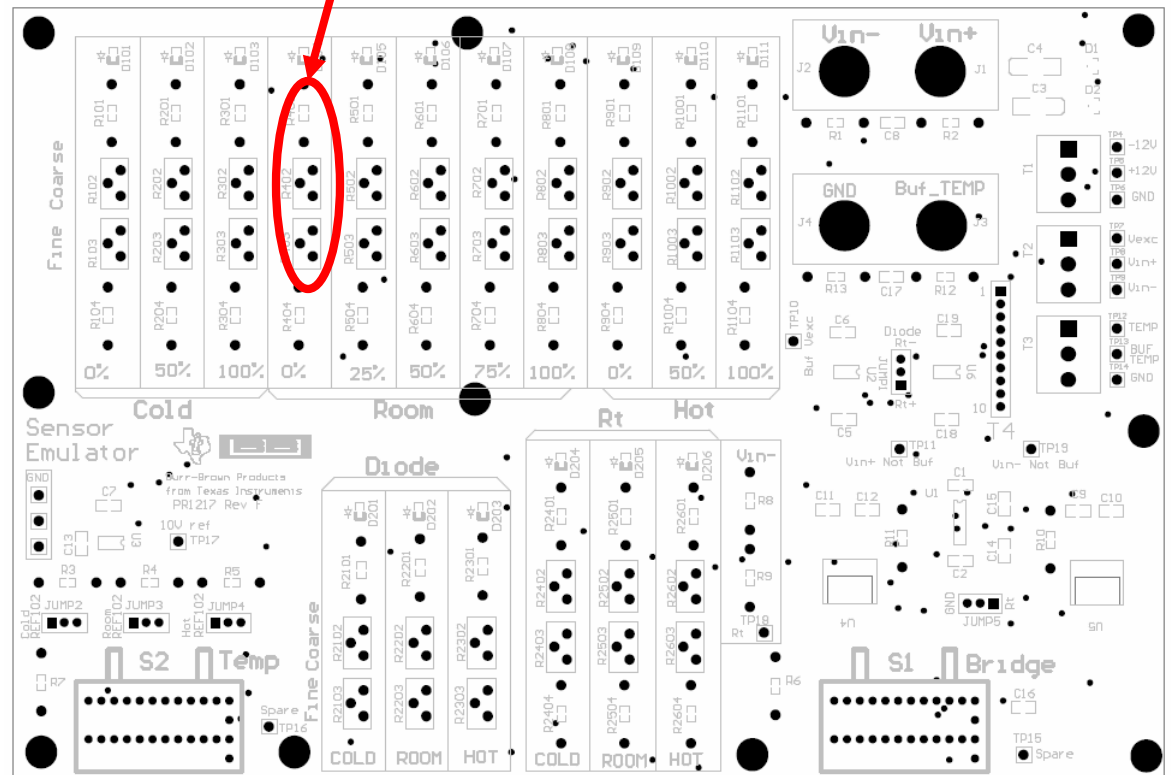 D101 D102 D103 D105 D106 D107 D109 D110 D111
R101 R201 R301 R501 R601 R701 R801 R901 R1001 R1101
Fine Coarse
R102 R202 R302 R402 R502 R602 R702 R802 R902 R1002 R1102
R103 R203 R303 R503 R603 R703 R803 R903 R1003 R1103
R104 R204 R304 R404 R504 R604 R704 R804 R904 R1004 R1104
0% 50% 100% 0% 25% 50% 75% 100% 0% 50% 100%
Cold Room Hot
Vin- Vin+
J2 J1
R1 C8 R2
C4 D1
C3 D2
GND Buf_TEMP
J4 J3
R13 C17 R12
T1
TP4 -12V
TP5 +12V
TP6 GND
T2
TP7 Vexc
TP8 Vin+
TP9 Vin-
T3
TP12 TEMP
TP13 BUF TEMP
TP14 GND
TP10
Buf Vexc
C6 Diode C19
Rt-
U2 JUMP1 U6
Rt+
C5 C18
1
10
T4
TP11
Vin+ Not Buf
TP19
Vin- Not Buf
Sensor
Emulator
Burr-Brown Products
from Texas Instruments
PR1217 Rev F
GND
C7
10V ref
TP17
C13 U3
R3 R4 R5
Cold REF102 JUMP2
Room REF102 JUMP3
Hot REF102 JUMP4
S2 Temp
R7
Spare
TP16
Diode
D201 D202 D203
R2101 R2201 R2301
Fine Coarse
R2102 R2202 R2302
R2103 R2203 R2303
COLD ROOM HOT
Rt
D204 D205 D206
R2401 R2501 R2601
R2402 R2502 R2602
R2403 R2503 R2603
R2404 R2504 R2604
COLD ROOM HOT
Vin-
R8
R9
TP18
Rt
R6
C11 C12 U1 C1 C15 C9 C10
R11 C14 R10
C2
GND Rt
JUMP5
U4 U5
S1 Bridge
C16
TP15
Spare